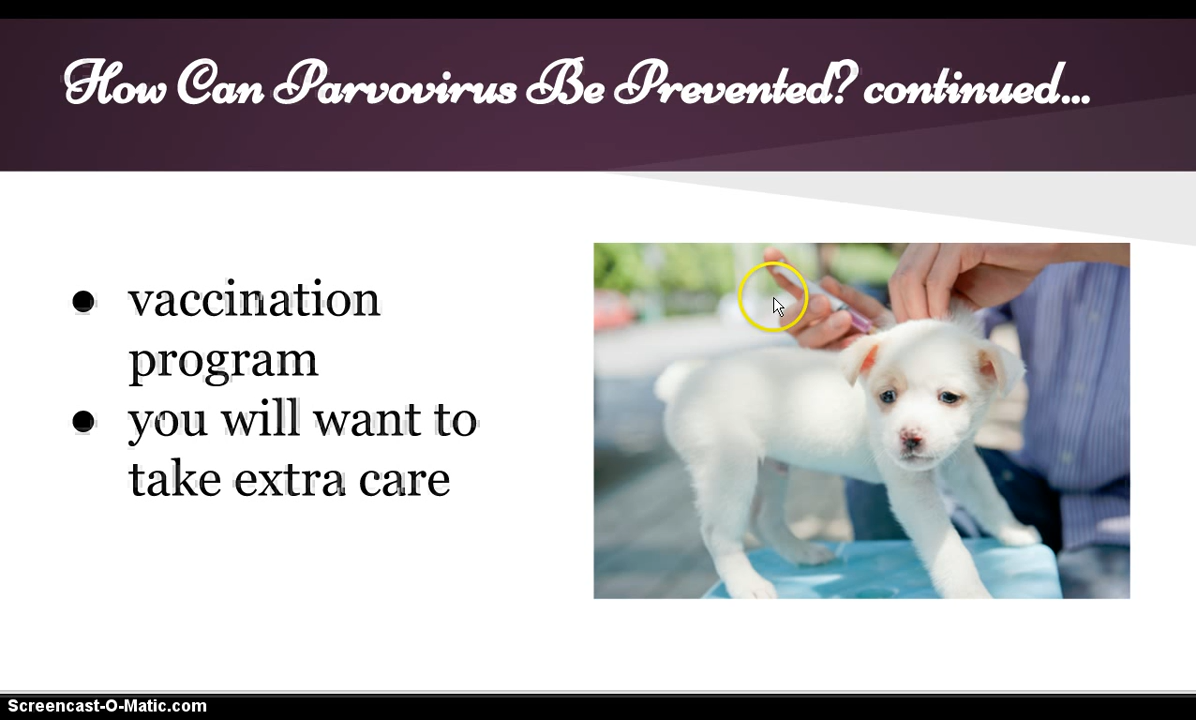 How Can Parvovirus Be Prevented? continued...
● vaccination
program
● you will want to
take extra care
Screencast-O-Matic.com